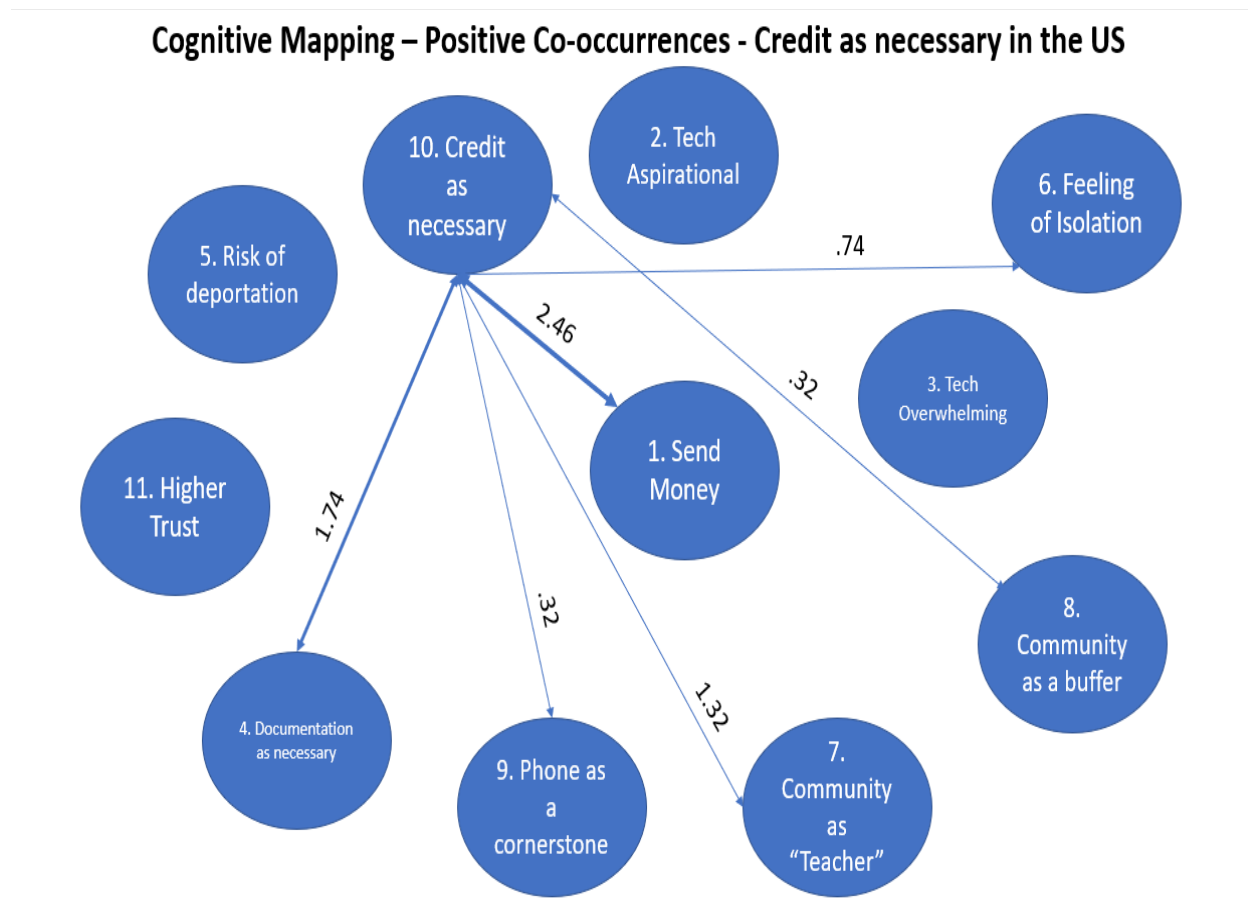 Cognitive Mapping – Positive Co-occurrences - Credit as necessary in the US
10. Credit
as
necessary
2. Tech
Aspirational
6. Feeling
of Isolation
5. Risk of
deportation
.74
2.46
.32
3. Tech
Overwhelming
1. Send
Money
11. Higher
Trust
1.74
.32
1.32
8.
Community
as a buffer
4. Documentation
as necessary
9. Phone as
a
cornerstone
7.
Community
as
“Teacher”